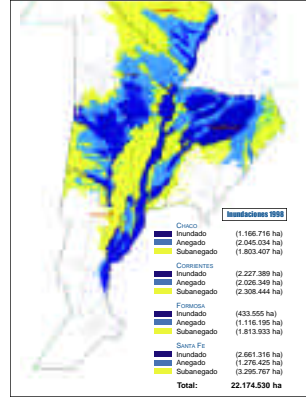 Inundaciones 1998
CHACO
Inundado (1.166.716 ha)
Anegado (2.045.034 ha)
Subanegado (1.803.407 ha)
CORRIENTES
Inundado (2.227.389 ha)
Anegado (2.026.349 ha)
Subanegado (2.308.444 ha)
FORMOSA
Inundado (433.555 ha)
Anegado (1.116.195 ha)
Subanegado (1.813.933 ha)
SANTA FE
Inundado (2.661.316 ha)
Anegado (1.276.425 ha)
Subanegado (3.295.767 ha)
Total: 22.174.530 ha